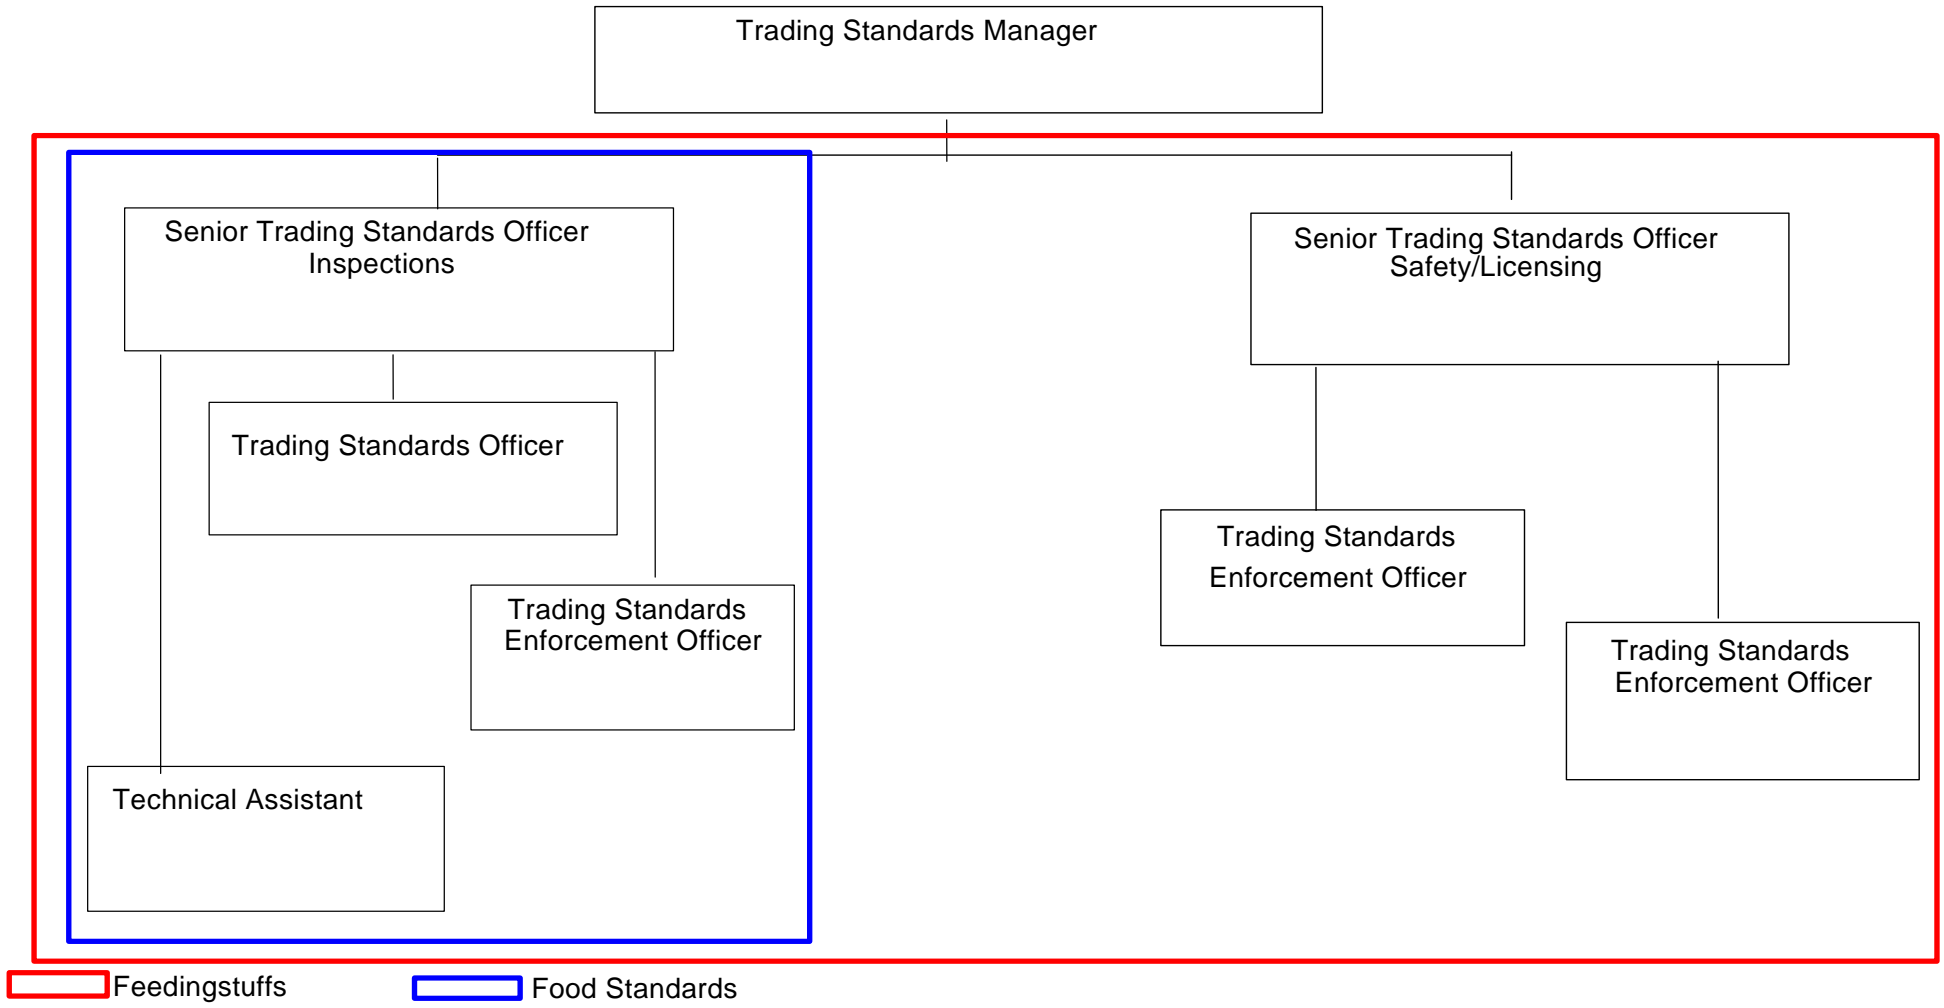 Trading Standards Manager
Senior Trading Standards Officer
Inspections
Senior Trading Standards Officer
Safety/Licensing
Trading Standards Officer
Trading Standards
Enforcement Officer
Trading Standards
Enforcement Officer
Trading Standards
Enforcement Officer
Technical Assistant
Feedingstuffs
Food Standards